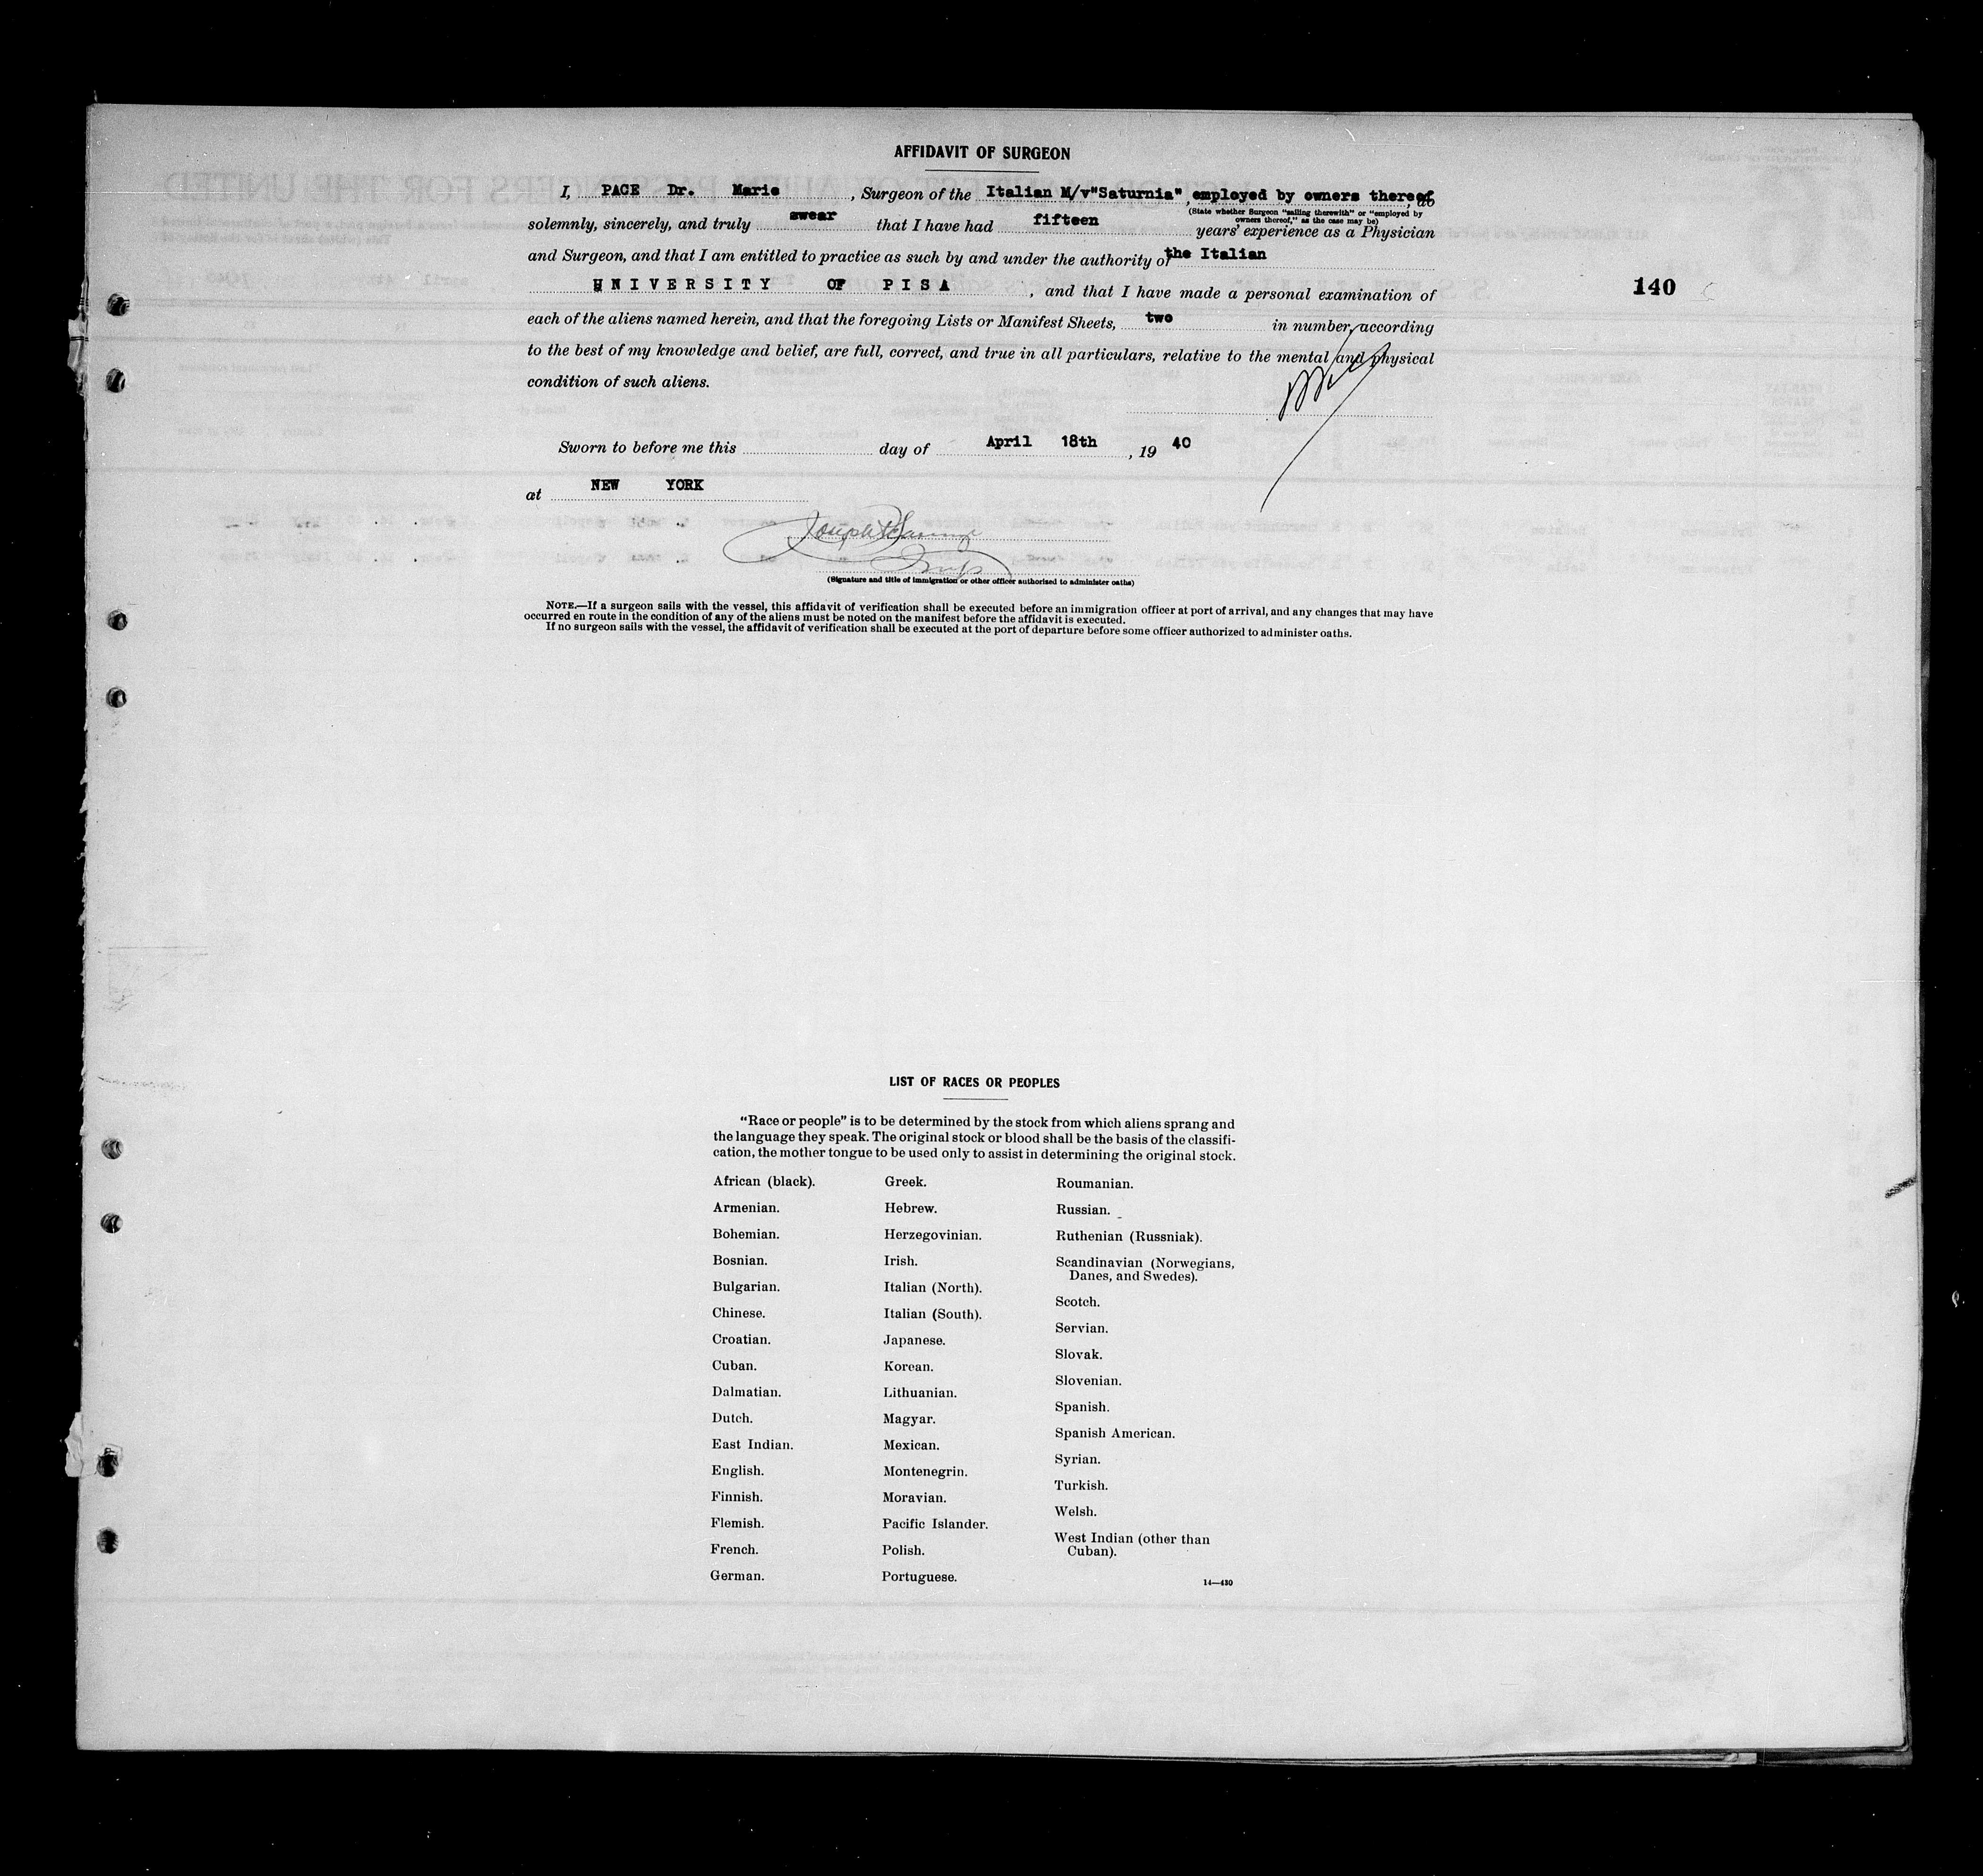 AFFIDAVIT OF SURGEON
I, PACE Dr. Mario, Surgeon of the Italian M/v "Saturnia", employed by owners thereof, do
(State whether Surgeon "sailing therewith" or "employed by
owners thereof," as the case may be)
solemnly, sincerely, and truly swear that I have had fifteen years' experience as a Physician
and Surgeon, and that I am entitled to practice as such by and under the authority of the Italian
UNIVERSITY OF PISA, and that I have made a personal examination of
140
each of the aliens named herein, and that the foregoing Lists or Manifest Sheets, two in number, according
to the best of my knowledge and belief, are full, correct, and true in all particulars, relative to the mental and physical
condition of such aliens.
Sworn to before me this day of April 18th, 19 40
at NEW YORK
(Signature and title of immigration or other officer authorized to administer oaths)
NOTE.—If a surgeon sails with the vessel, this affidavit of verification shall be executed before an immigration officer at port of arrival, and any changes that may have
occurred en route in the condition of any of the aliens must be noted on the manifest before the affidavit is executed.
If no surgeon sails with the vessel, the affidavit of verification shall be executed at the port of departure before some officer authorized to administer oaths.
LIST OF RACES OR PEOPLES
"Race or people" is to be determined by the stock from which aliens sprang and
the language they speak. The original stock or blood shall be the basis of the classifi-
cation, the mother tongue to be used only to assist in determining the original stock.
African (black).
Armenian.
Bohemian.
Bosnian.
Bulgarian.
Chinese.
Croatian.
Cuban.
Dalmatian.
Dutch.
East Indian.
English.
Finnish.
Flemish.
French.
German.
Greek.
Hebrew.
Herzegovinian.
Irish.
Italian (North).
Italian (South).
Japanese.
Korean.
Lithuanian.
Magyar.
Mexican.
Montenegrin.
Moravian.
Pacific Islander.
Polish.
Portuguese.
Roumanian.
Russian.
Ruthenian (Russniak).
Scandinavian (Norwegians,
Danes, and Swedes).
Scotch.
Servian.
Slovak.
Slovenian.
Spanish.
Spanish American.
Syrian.
Turkish.
Welsh.
West Indian (other than
Cuban).
14—430